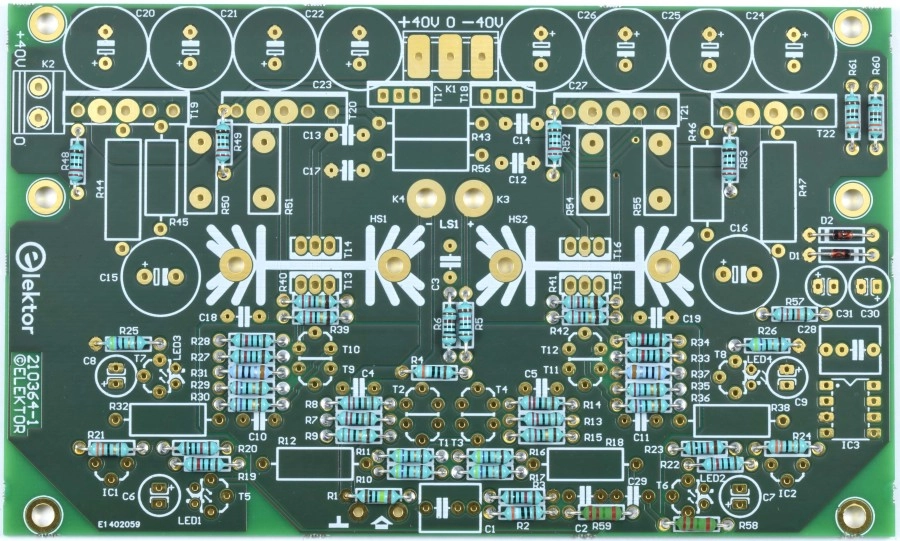 C20 C21 C22 +40V 0 -40V C26 C25 C24
+40V K2 C23 T17 K1 T18 C27 R61 R60
T19 T20 T21 T22
0 R49 C13 R43 C14 R52 R46
R48 R44 C17 R56 C12 R53 R47
R45 R50 R51 K4 K3 R54 R55
HS1 - LS1 + HS2 C16 D2
T14 T16 D1
C15 R40 T13 C3 R41 T15
elektor C31 C30
C18 R39 R6 R5 R42 C19 R57 C28
R25 R28 T10 T12 R34 R26
C8 T7 LED3 R27 R33 T8 LED4
R31 T9 R4 T11 R37 C9
R29 C4 T2 T4 C5 R35
R30 R8 R14 R36
210364-1
©ELEKTOR
R32 C10 R7 R13 C11 R38
R9 T1 T3 R15 IC3
R21 R20 R12 R11 R16 R18 R23 R24
R19 R10 R17 R22
IC1 C6 T5 R1 R3 C29 T6 LED2 C7 IC2
LED1 C1 R2 C2 R59 R58
E1402059